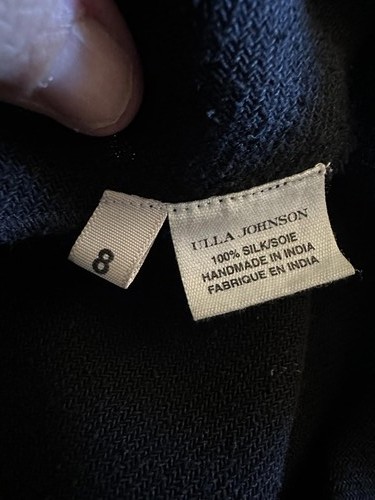 8
ULLA JOHNSON
100% SILK/SOIE
HANDMADE IN INDIA
FABRIQUE EN INDIA